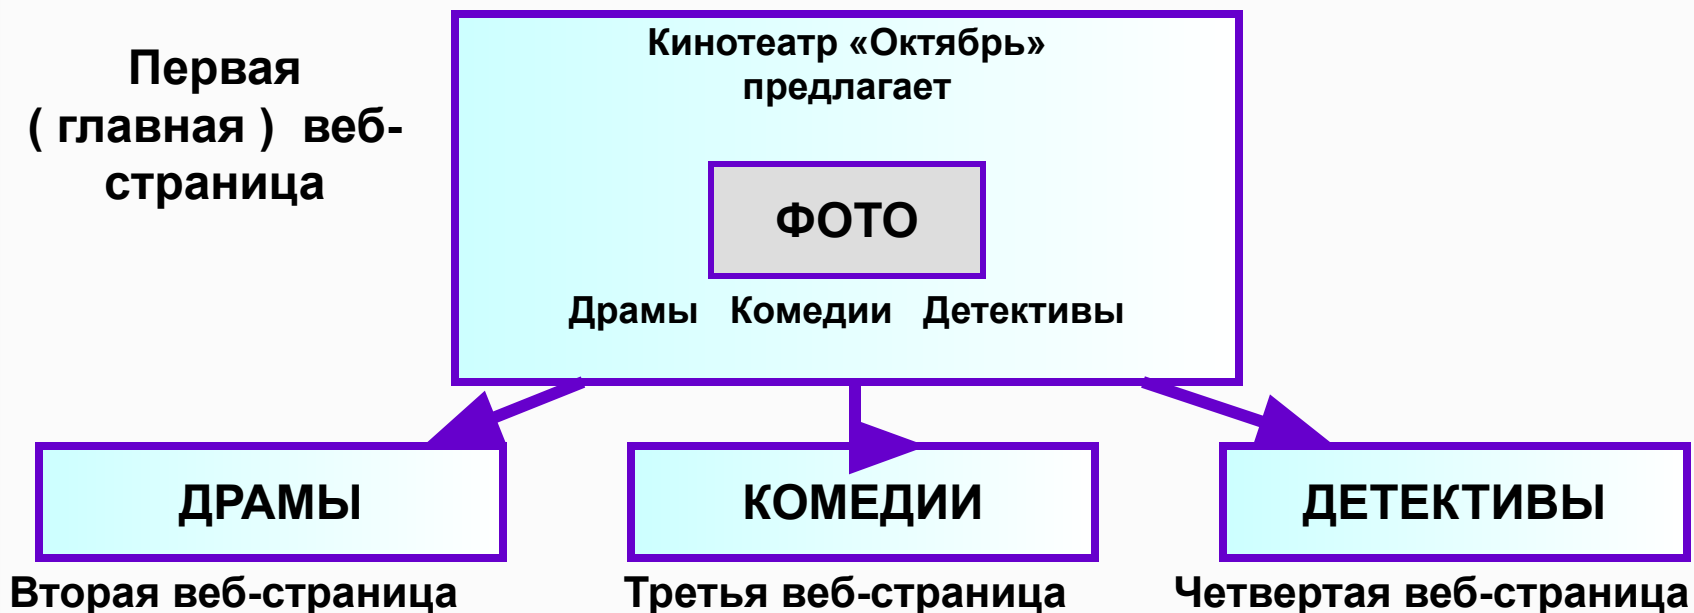 Первая
( главная ) веб-
страница
Кинотеатр «Октябрь»
предлагает
ФОТО
Драмы Комедии Детективы
ДРАМЫ
КОМЕДИИ
ДЕТЕКТИВЫ
Вторая веб-страница
Третья веб-страница
Четвертая веб-страница